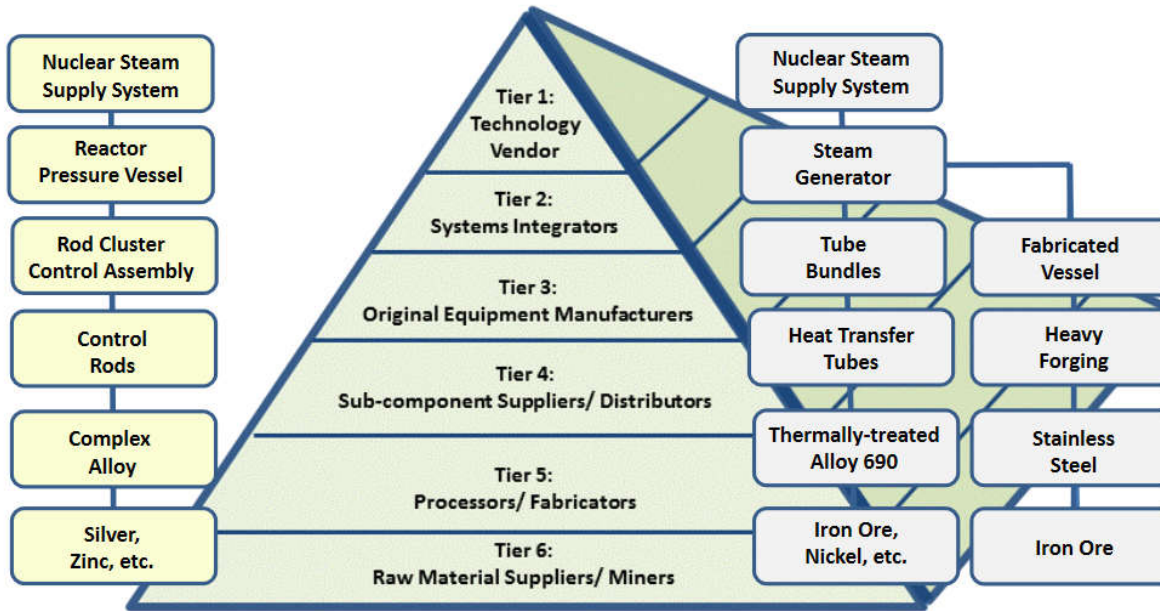 Nuclear Steam
Supply System
Reactor
Pressure Vessel
Rod Cluster
Control Assembly
Control
Rods
Complex
Alloy
Silver,
Zinc, etc.
Tier 1:
Technology
Vendor
Tier 2:
Systems Integrators
Tier 3:
Original Equipment Manufacturers
Tier 4:
Sub-component Suppliers/ Distributors
Tier 5:
Processors/ Fabricators
Tier 6:
Raw Material Suppliers/ Miners
Nuclear Steam
Supply System
Steam
Generator
Tube
Bundles
Heat Transfer
Tubes
Thermally-treated
Alloy 690
Iron Ore,
Nickel, etc.
Fabricated
Vessel
Heavy
Forging
Stainless
Steel
Iron Ore